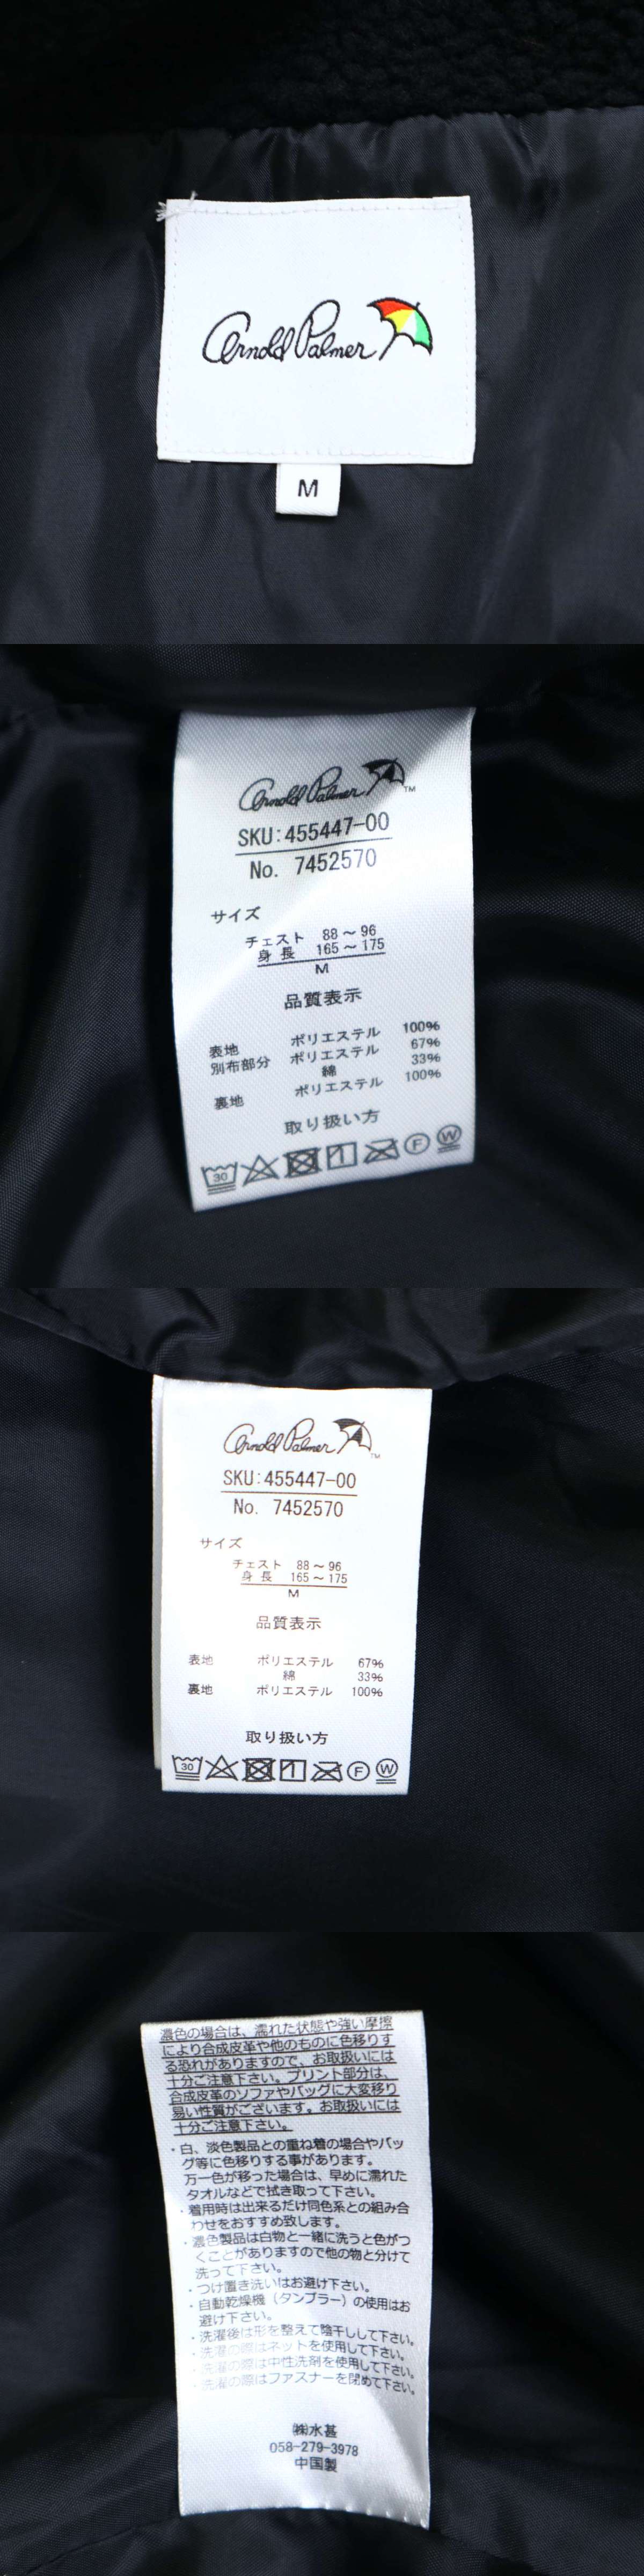 Arnold Palmer
M
Arnold Palmer TM
SKU:455447-00
No. 7452570
サイズ
チェスト 88～96
身長 165～175
M
品質表示
表地 ポリエステル 100%
別布部分 ポリエステル 67%
綿 33%
裏地 ポリエステル 100%
取り扱い方
30 F W
Arnold Palmer TM
SKU:455447-00
No. 7452570
サイズ
チェスト 88～96
身長 165～175
M
品質表示
表地 ポリエステル 67%
綿 33%
裏地 ポリエステル 100%
取り扱い方
30 F W
濃色の場合は、濡れた状態や強い摩擦
により合成皮革や他のものに色移りす
る恐れがありますので、お取扱いには
十分ご注意下さい。プリント部分は、
合成皮革のソファやバッグに大変移り
易い性質がございます。お取扱いには
十分ご注意下さい。
・白、淡色製品との重ね着の場合やバッ
グ等に色移りする事があります。
万一色が移った場合は、早めに濡れた
タオルなどで拭き取って下さい。
・着用時は出来るだけ同色系との組み合
わせをおすすめ致します。
・濃色製品は白物と一緒に洗うと色がつ
くことがありますので他の物と分けて
洗って下さい。
・つけ置き洗いはお避け下さい。
・自動乾燥機（タンブラー）の使用はお
避け下さい。
・洗濯後は形を整えて陰干しして下さい。
・洗濯の際はネットを使用して下さい。
・洗濯の際は中性洗剤を使用して下さい。
・洗濯の際はファスナーを閉めて下さい。
㈱水甚
058-279-3978
中国製